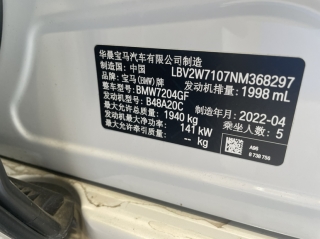 华晨宝马汽车有限公司制造
制造国：中国 LBV2W7107NM368297
品牌：宝马(BMW)牌 发动机排量：1998 mL
整车型号：BMW7204GF
发动机型号：B48A20C 制造年月：2022-04
最大允许总质量：1940 kg 乘坐人数：5
发动机最大净功率：141 kW
最大允许牵引质量：-- kg